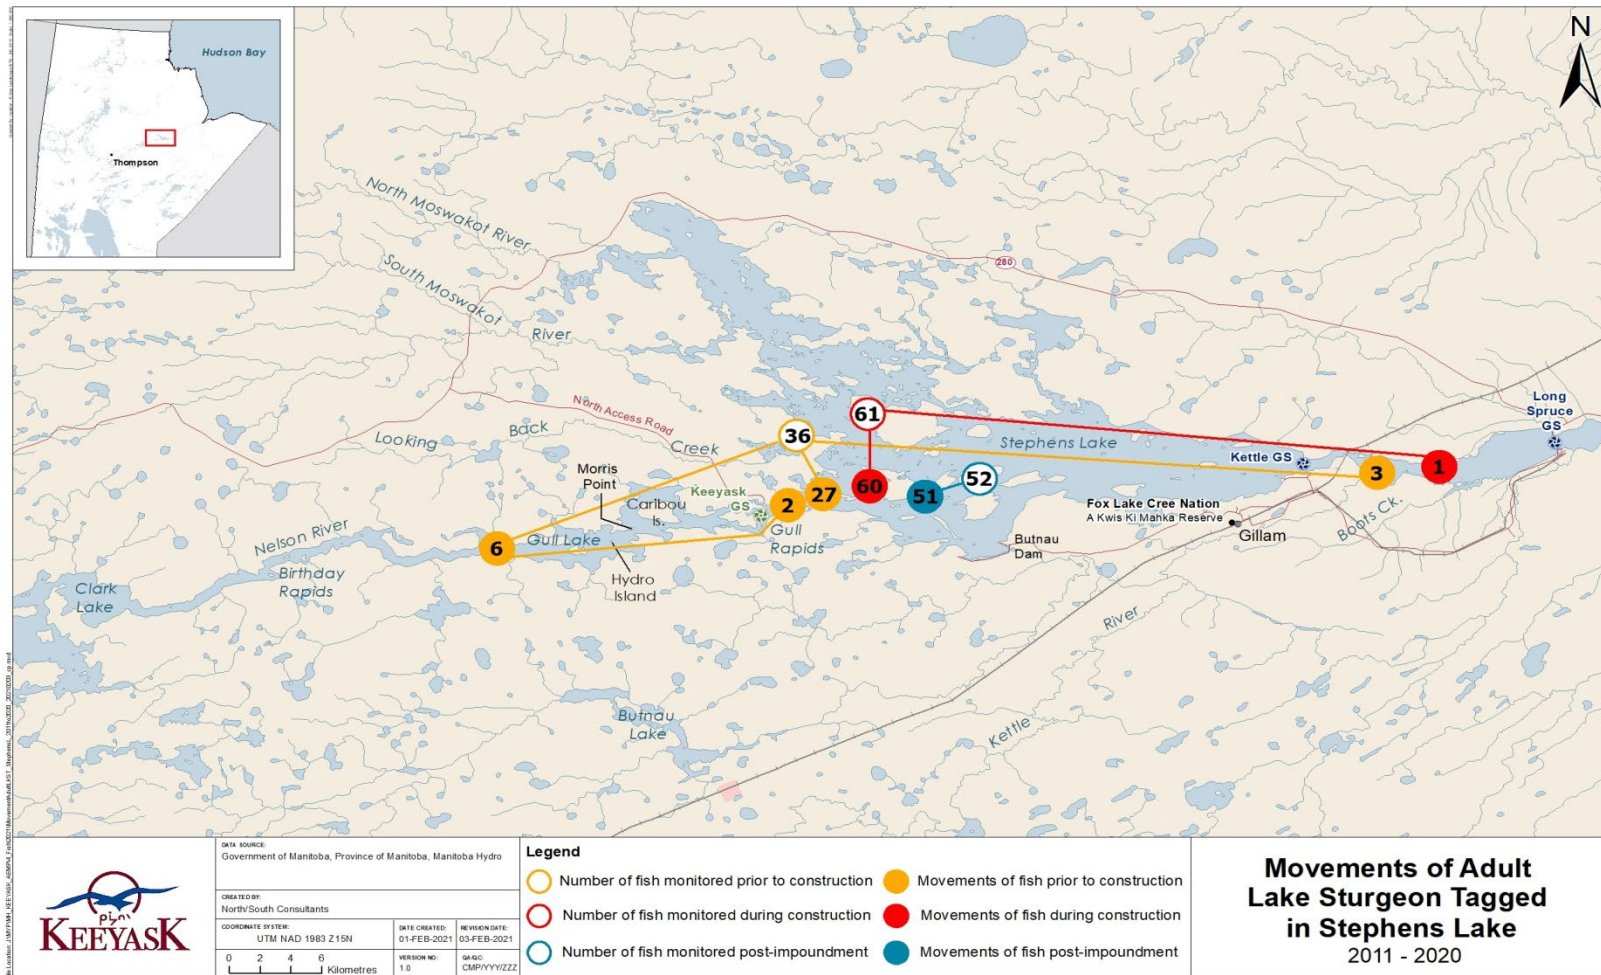 Hudson Bay
Thompson
N
North Moswakot River
South Moswakot
River
280
North Access Road
Looking
Back
Creek
61
36
Stephens Lake
Long
Spruce
GS
Kettle GS
3
1
Morris
Point
Caribou
Is.
Keeyask
GS
2
27
60
51
52
Fox Lake Cree Nation
A Kwis Ki Mahka Reserve
Gillam
Boots Ck.
Nelson River
6
Gull Lake
Gull
Rapids
Butnau
Dam
Clark
Lake
Birthday
Rapids
Hydro
Island
River
Kettle
Butnau
Lake
KEEYASK
DATA SOURCE:
Government of Manitoba, Province of Manitoba, Manitoba Hydro
CREATED BY:
North/South Consultants
COORDINATE SYSTEM:
UTM NAD 1983 Z15N
DATE CREATED:
01-FEB-2021
REVISION DATE:
03-FEB-2021
0 2 4 6
Kilometres
VERSION NO:
1.0
QA/QC:
CMP/YYY/ZZZ
Legend
Number of fish monitored prior to construction
Movements of fish prior to construction
Number of fish monitored during construction
Movements of fish during construction
Number of fish monitored post-impoundment
Movements of fish post-impoundment
Movements of Adult
Lake Sturgeon Tagged
in Stephens Lake
2011 - 2020